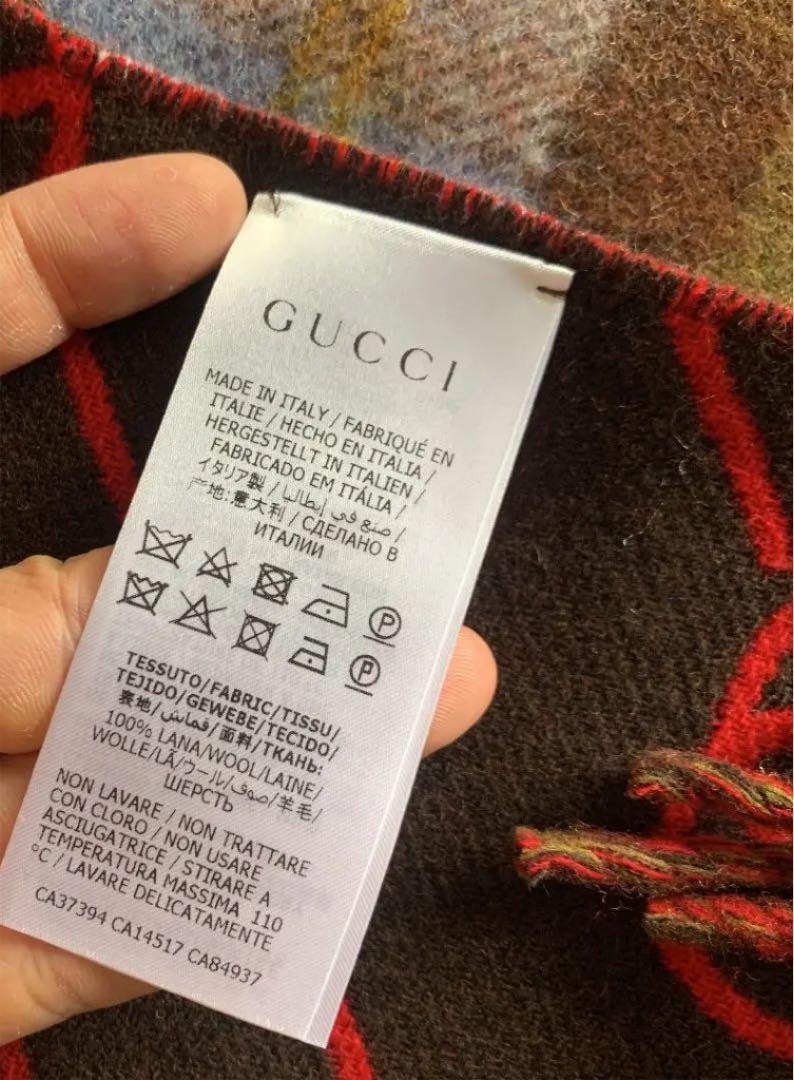 GUCCI
MADE IN ITALY / FABRIQUÉ EN
ITALIE / HECHO EN ITALIA /
HERGESTELLT IN ITALIEN /
FABRICADO EM ITÁLIA /
イタリア製 / صنع في إيطاليا /
产地:意大利 / СДЕЛАНО В
ИТАЛИИ
P
P
TESSUTO/FABRIC/TISSU/
TEJIDO/GEWEBE/TECIDO/
表地/قماش/面料/ТКАНЬ:
100% LANA/WOOL/LAINE/
WOLLE/LÃ/ウール/صوف/羊毛/
ШЕРСТЬ
NON LAVARE / NON TRATTARE
CON CLORO / NON USARE
ASCIUGATRICE / STIRARE A
TEMPERATURA MASSIMA 110
°C / LAVARE DELICATAMENTE
CA37394 CA14517 CA84937